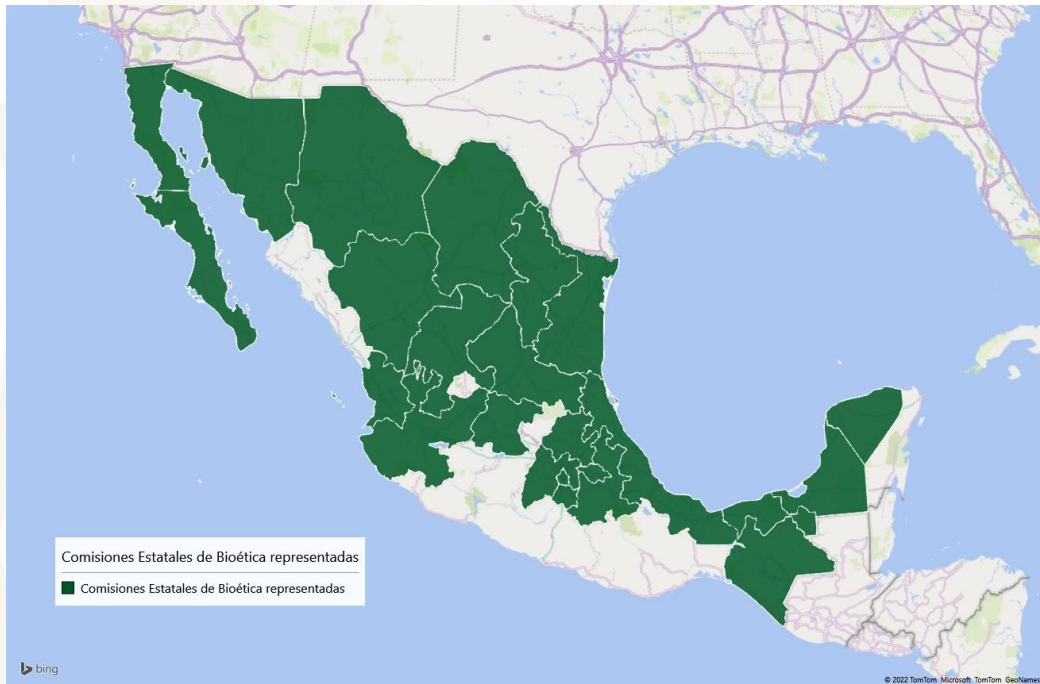 Comisiones Estatales de Bioética representadas
Comisiones Estatales de Bioética representadas
bing
© 2022 TomTom Microsoft TomTom GeoNames